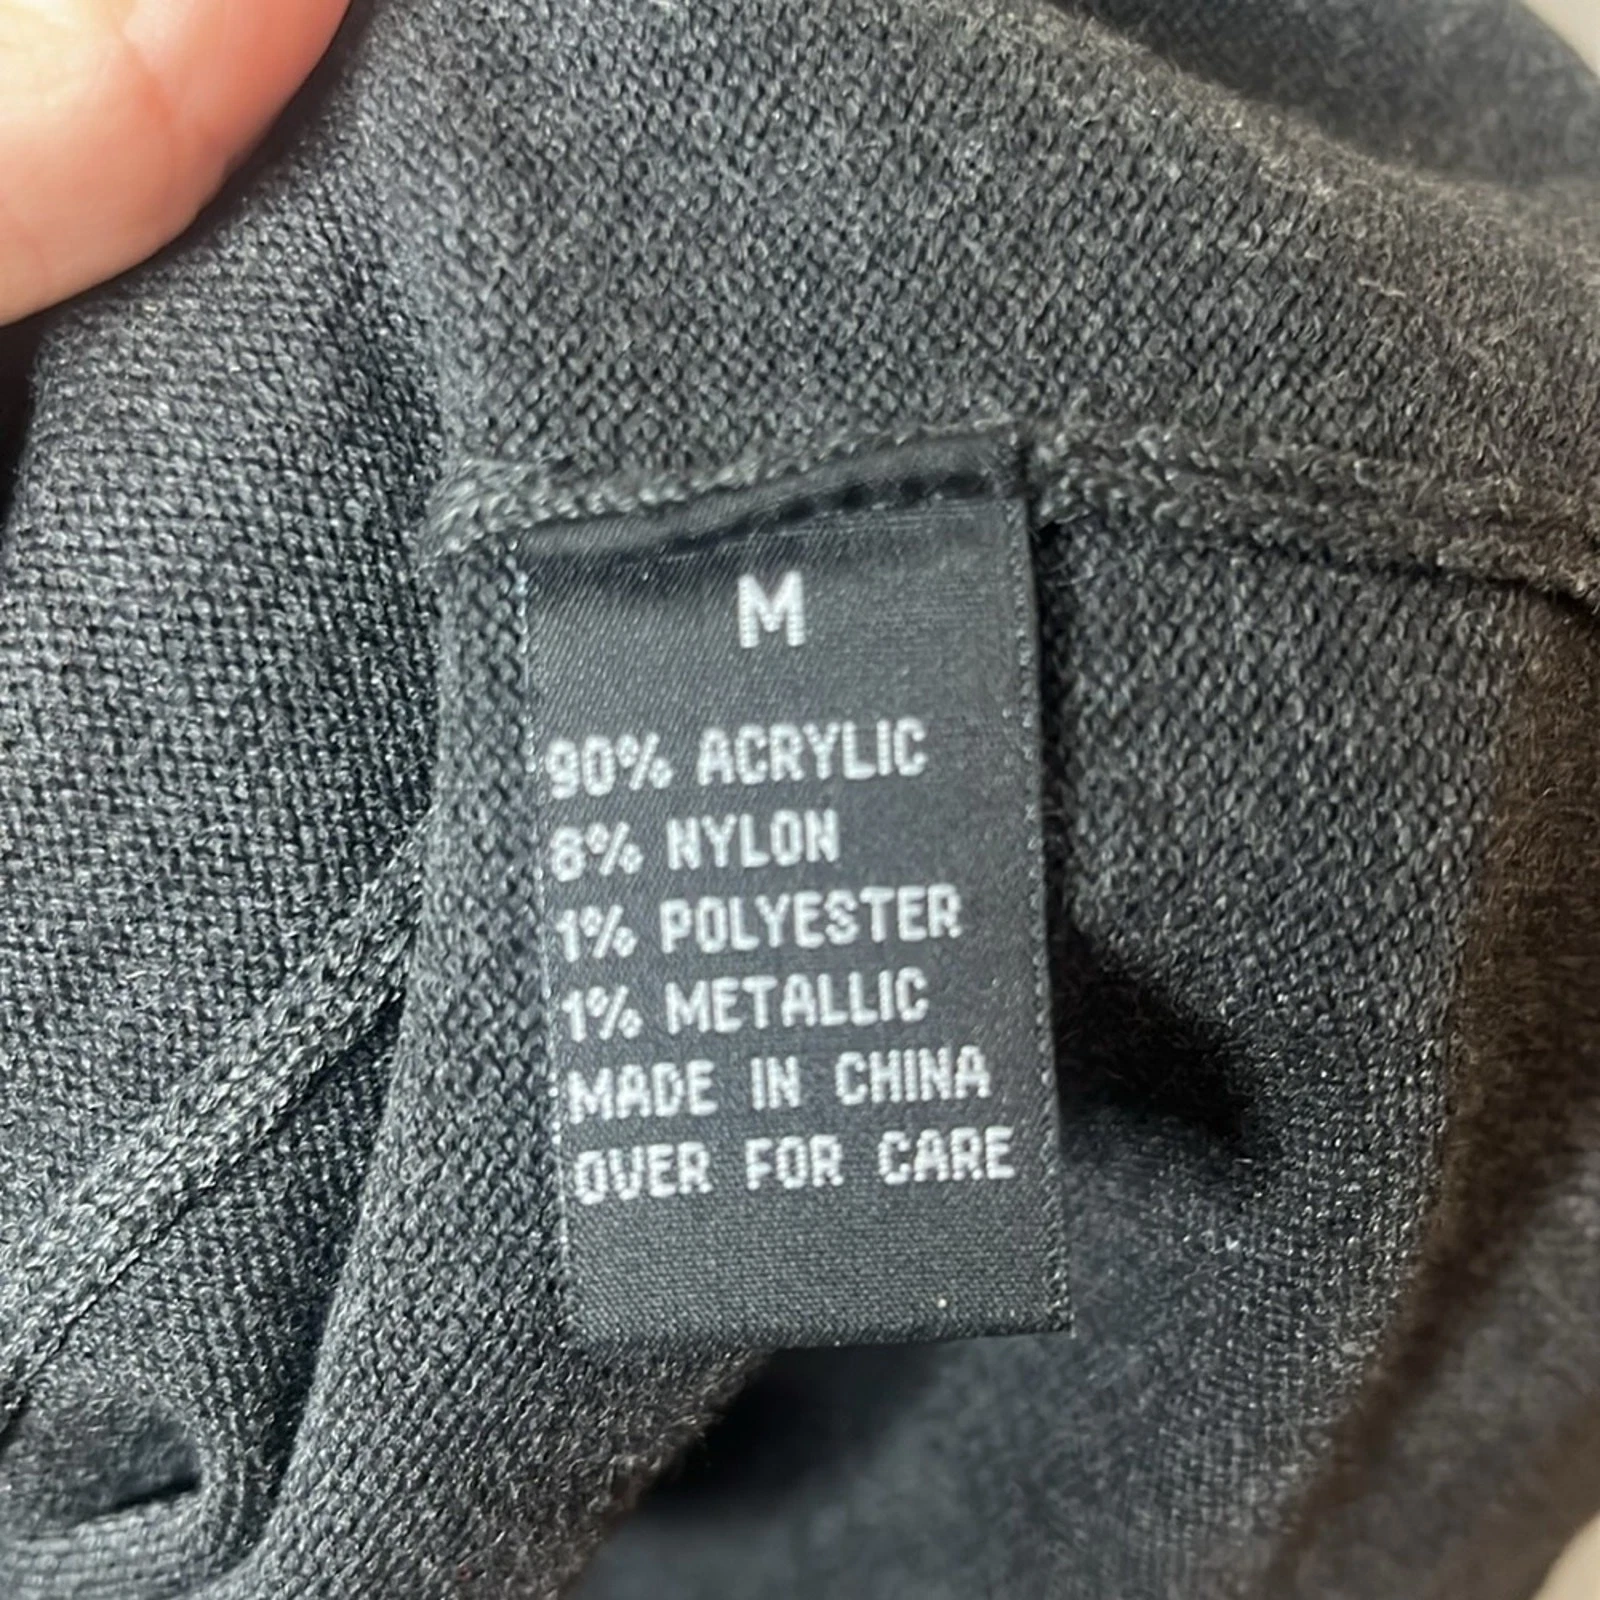 M
90% ACRYLIC
8% NYLON
1% POLYESTER
1% METALLIC
MADE IN CHINA
OVER FOR CARE